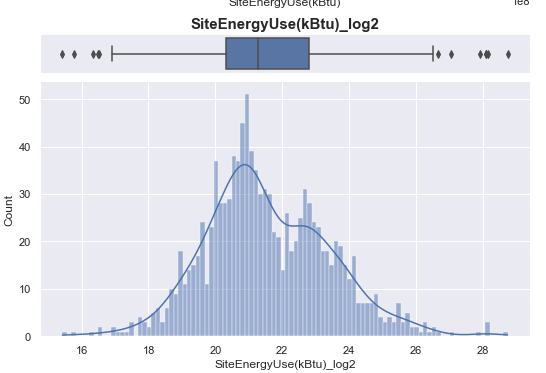 SiteEnergyUse(kBtu)
1e8
SiteEnergyUse(kBtu)_log2
50
40
30
20
10
0
Count
16 18 20 22 24 26 28
SiteEnergyUse(kBtu)_log2